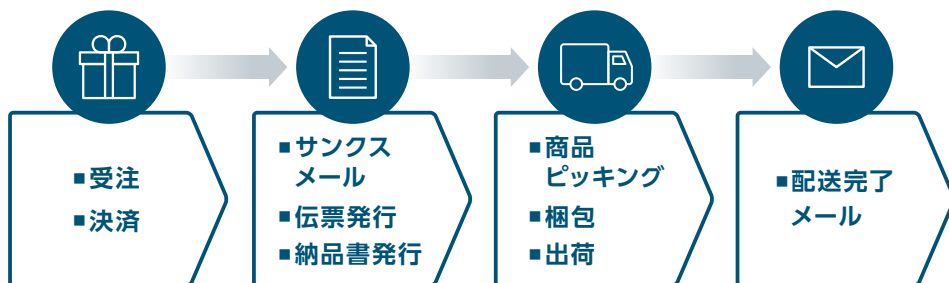 ■受注
■決済
■サンクス
メール
■伝票発行
■納品書発行
■商品
ピッキング
■梱包
■出荷
■配送完了
メール